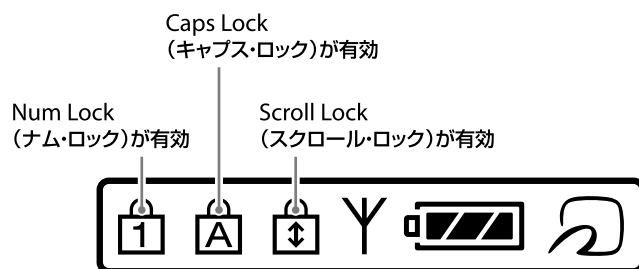 Caps Lock
（キャプス・ロック）が有効
Num Lock
（ナム・ロック）が有効
Scroll Lock
（スクロール・ロック）が有効
1
A